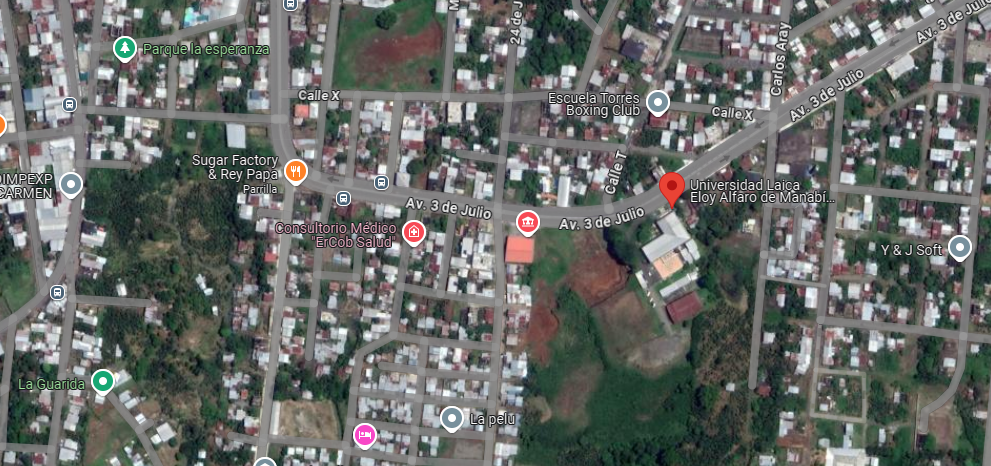 24 de J
Av. 3 de Julio
Parque la esperanza
Carlos Aray
Calle X
Escuela Torres
Boxing Club
Calle X
Av. 3 de Julio
Sugar Factory
& Rey Papa
Parrilla
Calle T
DIMPEXP
CARMEN
Universidad Laica
Eloy Alfaro de Manabí...
Av. 3 de Julio
Av. 3 de Julio
Consultorio Médico
"ErCob Salud"
Y & J Soft
La Guarida
La pelu